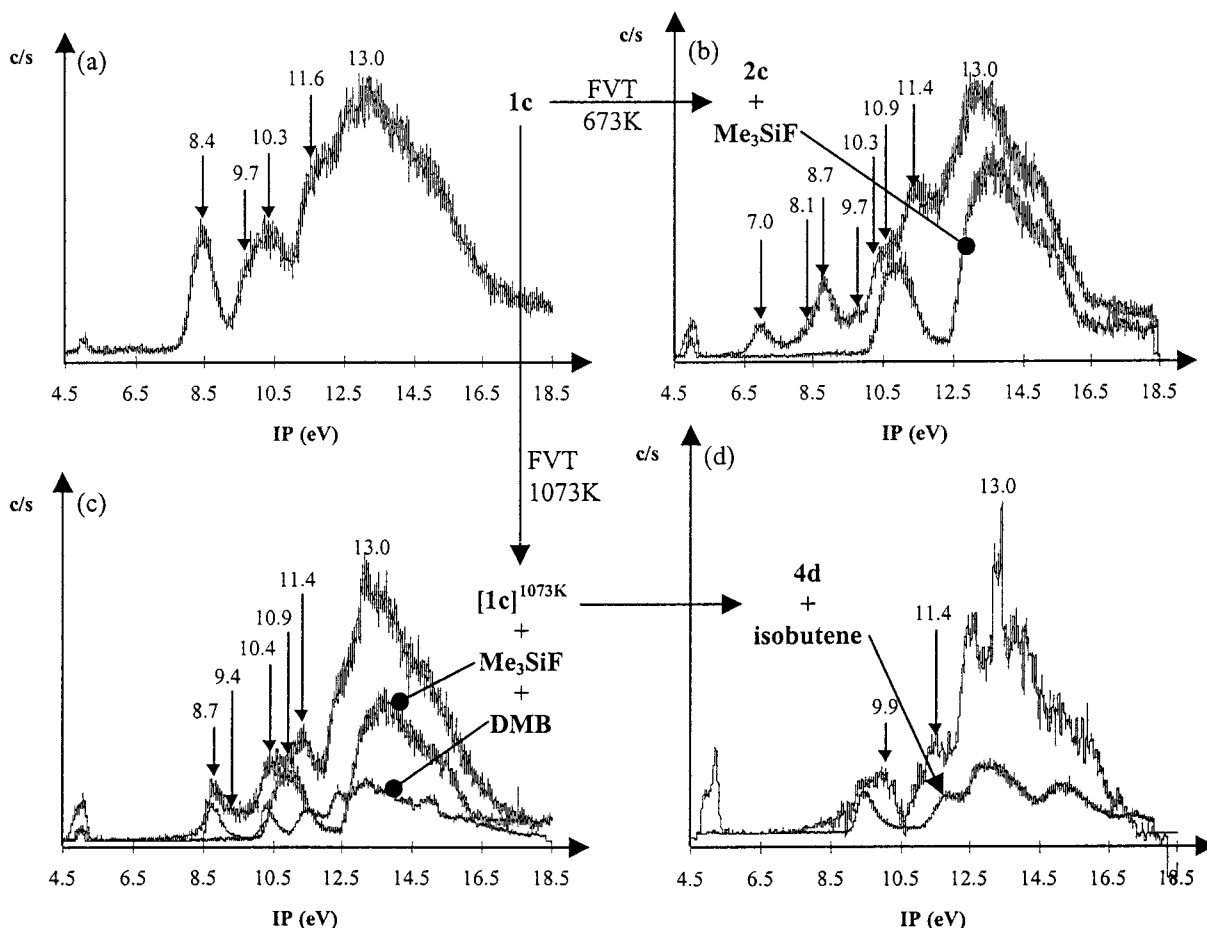 c/s
(a)
13.0
11.6
10.3
9.7
8.4
4.5 8.5 10.5 12.5 14.5 16.5 18.5
IP (eV)
1c
FVT
673K
2c
+
Me₃SiF
c/s
(b)
13.0
11.4
10.9
10.3
9.7
8.7
8.1
7.0
4.5 6.5 8.5 10.5 12.5 14.5 16.5 18.5
IP (eV)
FVT
1073K
c/s
(c)
13.0
11.4
10.9
10.4
9.4
8.7
4.5 6.5 8.5 10.5 12.5 14.5 16.5 18.5
IP (eV)
[1c]¹⁰⁷³ᴷ
+
Me₃SiF
+
DMB
c/s
(d)
13.0
4d
+
isobutene
11.4
9.9
4.5 6.5 8.5 10.5 12.5 14.5 16.5 18.5
IP (eV)